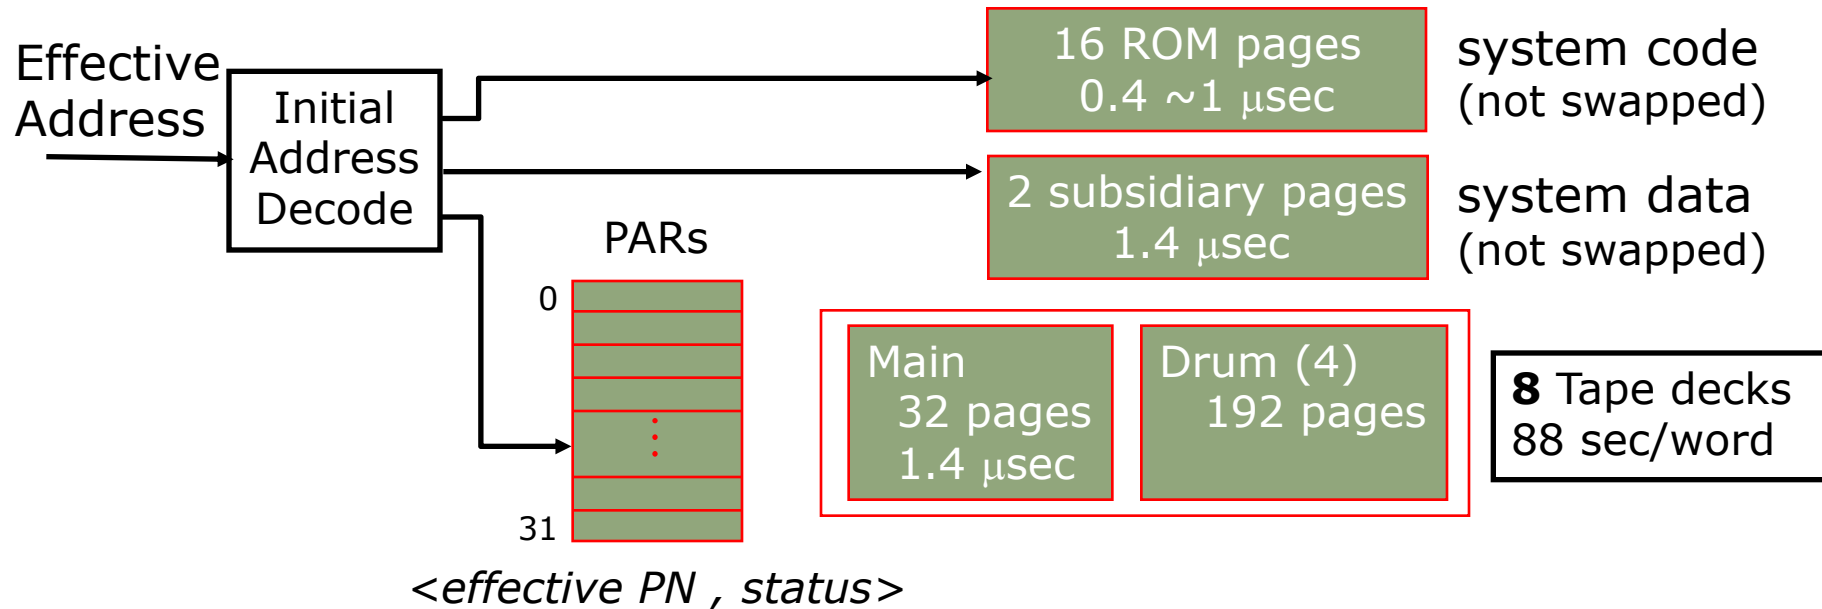 Effective
Address
Initial
Address
Decode
16 ROM pages
0.4 ~1 μsec
system code
(not swapped)
2 subsidiary pages
1.4 μsec
system data
(not swapped)
PARs
0
31
<effective PN , status>
Main
32 pages
1.4 μsec
Drum (4)
192 pages
8 Tape decks
88 sec/word